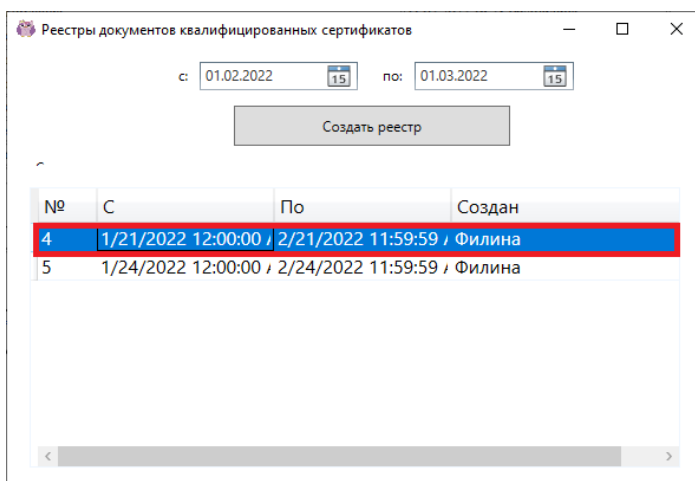 Реестры документов квалифицированных сертификатов
с: 01.02.2022 15 по: 01.03.2022 15
Создать реестр
№ С По Создан
4 1/21/2022 12:00:00 2/21/2022 11:59:59 Филина
5 1/24/2022 12:00:00 2/24/2022 11:59:59 Филина